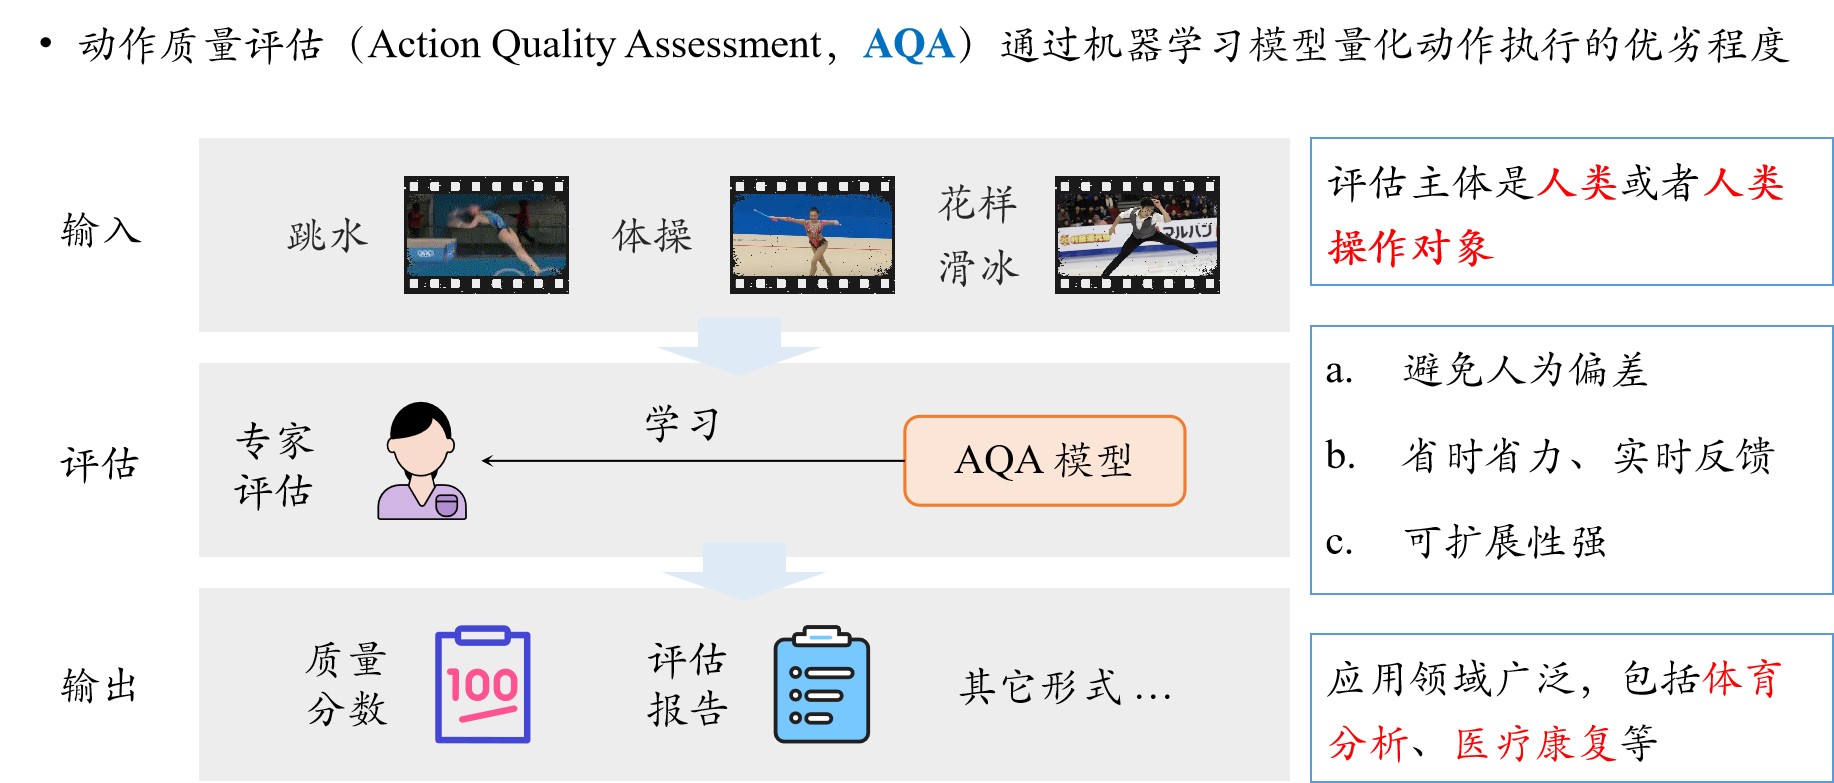 • 动作质量评估（Action Quality Assessment，AQA）通过机器学习模型量化动作执行的优劣程度
输入
跳水
体操
花样
滑冰
マルハン
评估主体是人类或者人类
操作对象
评估
专家
评估
学习
AQA 模型
a. 避免人为偏差
b. 省时省力、实时反馈
c. 可扩展性强
输出
质量
分数
100
评估
报告
其它形式 ...
应用领域广泛，包括体育
分析、医疗康复等